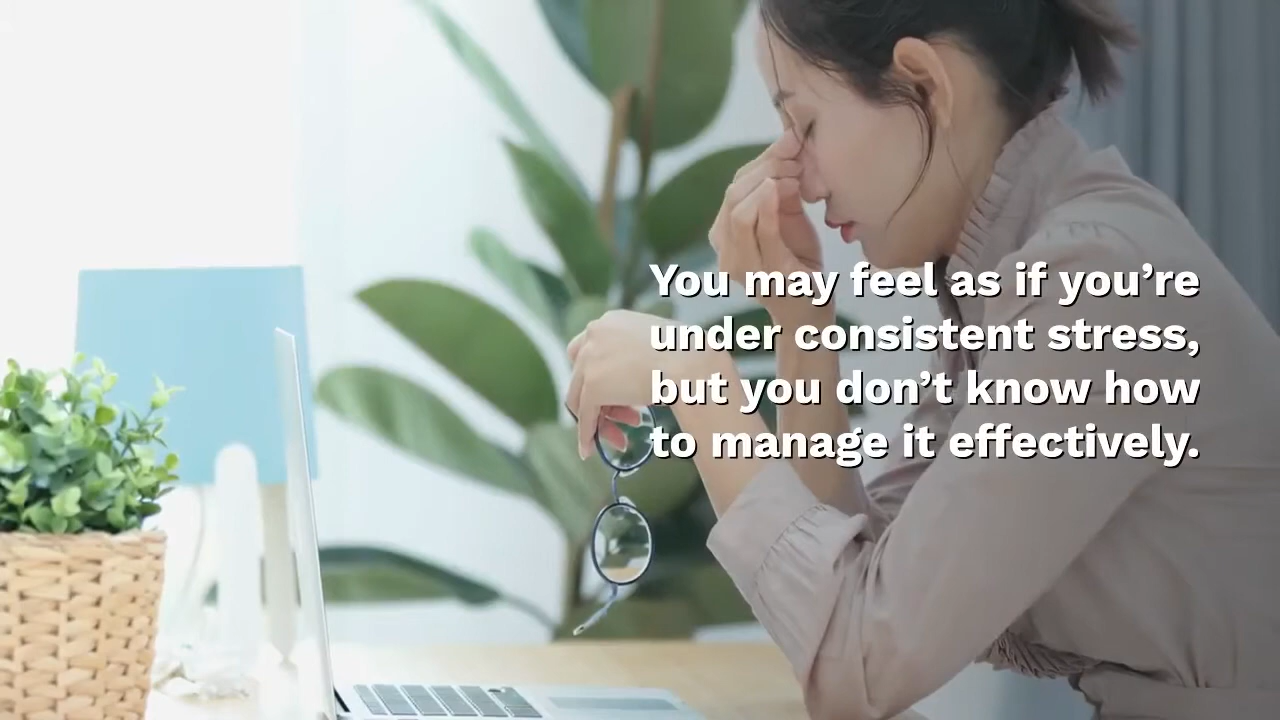 You may feel as if you’re
under consistent stress,
but you don’t know how
to manage it effectively.